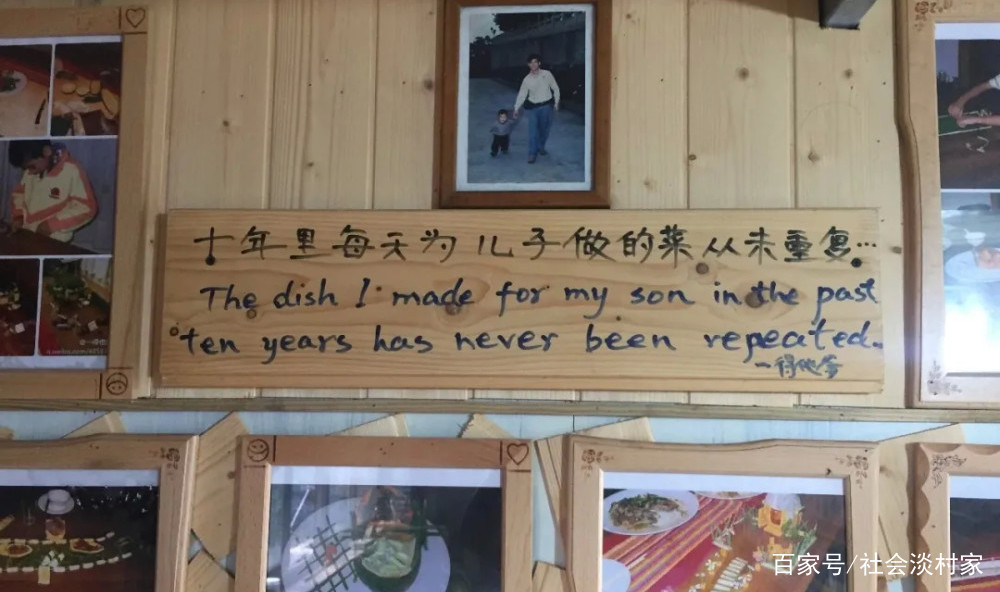 十年里每天为儿子做的菜从未重复…
The dish I made for my son in the past
ten years has never been repeated.
百家号/社会淡村家